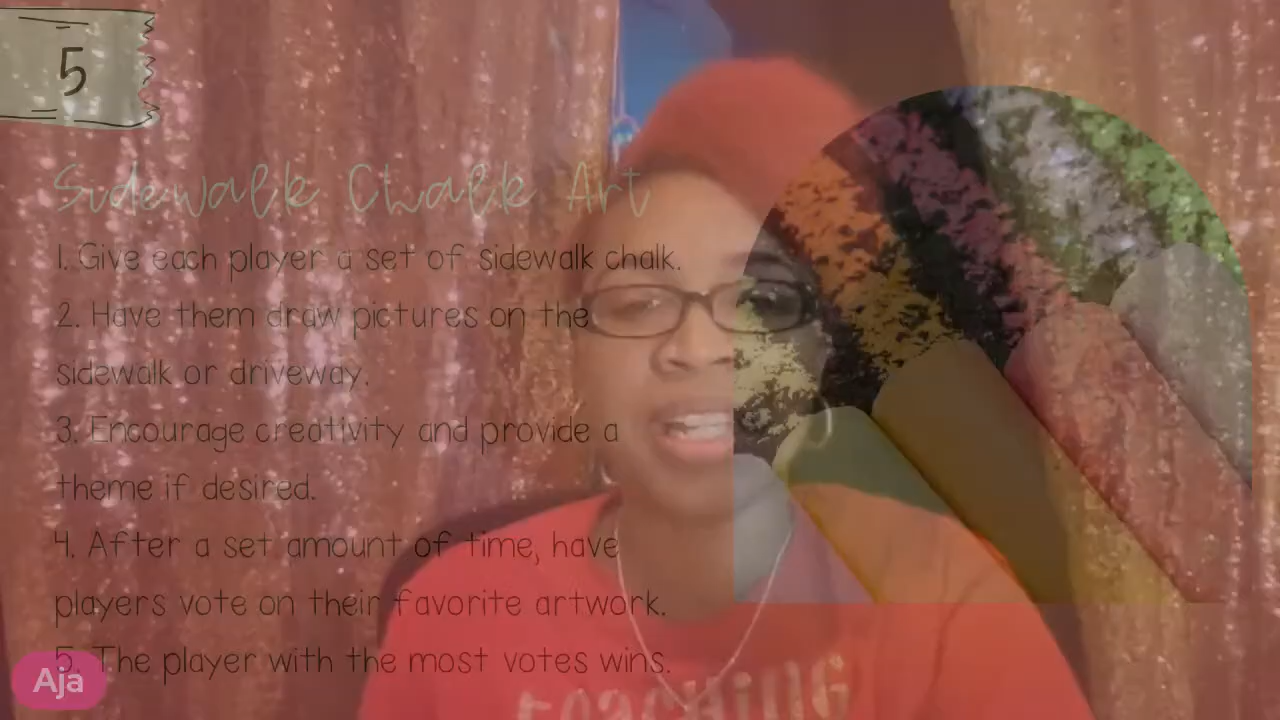 5
Sidewalk Chalk Art
1. Give each player a set of sidewalk chalk.
2. Have them draw pictures on the
sidewalk or driveway.
3. Encourage creativity and provide a
theme if desired.
4. After a set amount of time, have
players vote on their favorite artwork.
5. The player with the most votes wins.
Aja
teaching